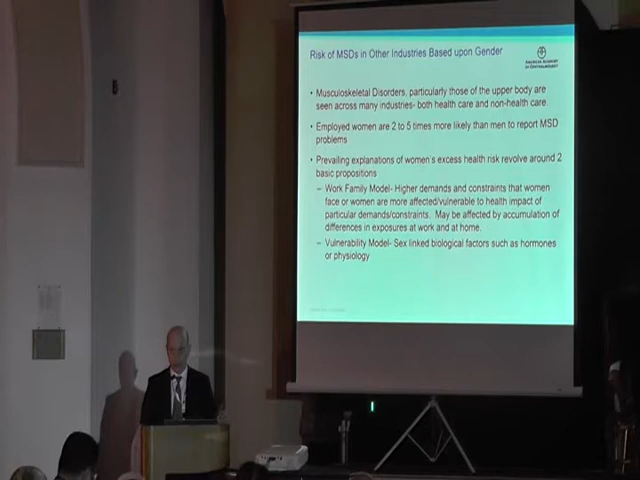 Risk of MSDs in Other Industries Based upon Gender
AMERICAN ACADEMY
OF OPHTHALMOLOGY
• Musculoskeletal Disorders, particularly those of the upper body are
seen across many industries- both health care and non-health care.
• Employed women are 2 to 5 times more likely than men to report MSD
problems
• Prevailing explanations of women's excess health risk revolve around 2
basic propositions
– Work Family Model- Higher demands and constraints that women
face or women are more affected/vulnerable to health impact of
particular demands/constraints. May be affected by accumulation of
differences in exposures at work and at home.
– Vulnerability Model- Sex linked biological factors such as hormones
or physiology